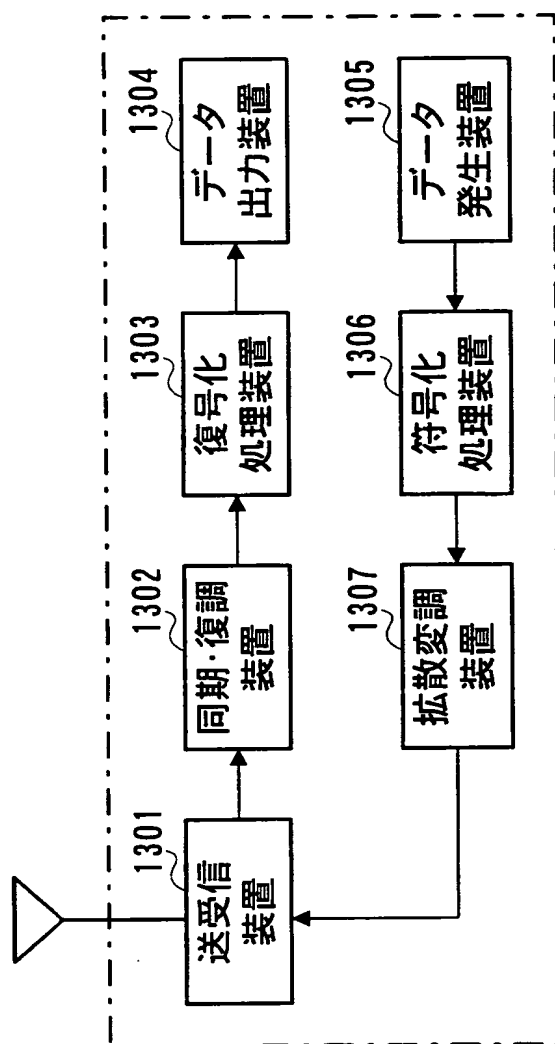 1301
送受信
装置
1302
同期・復調
装置
1303
復号化
処理装置
1304
データ
出力装置
1305
データ
発生装置
1306
符号化
処理装置
1307
拡散変調
装置